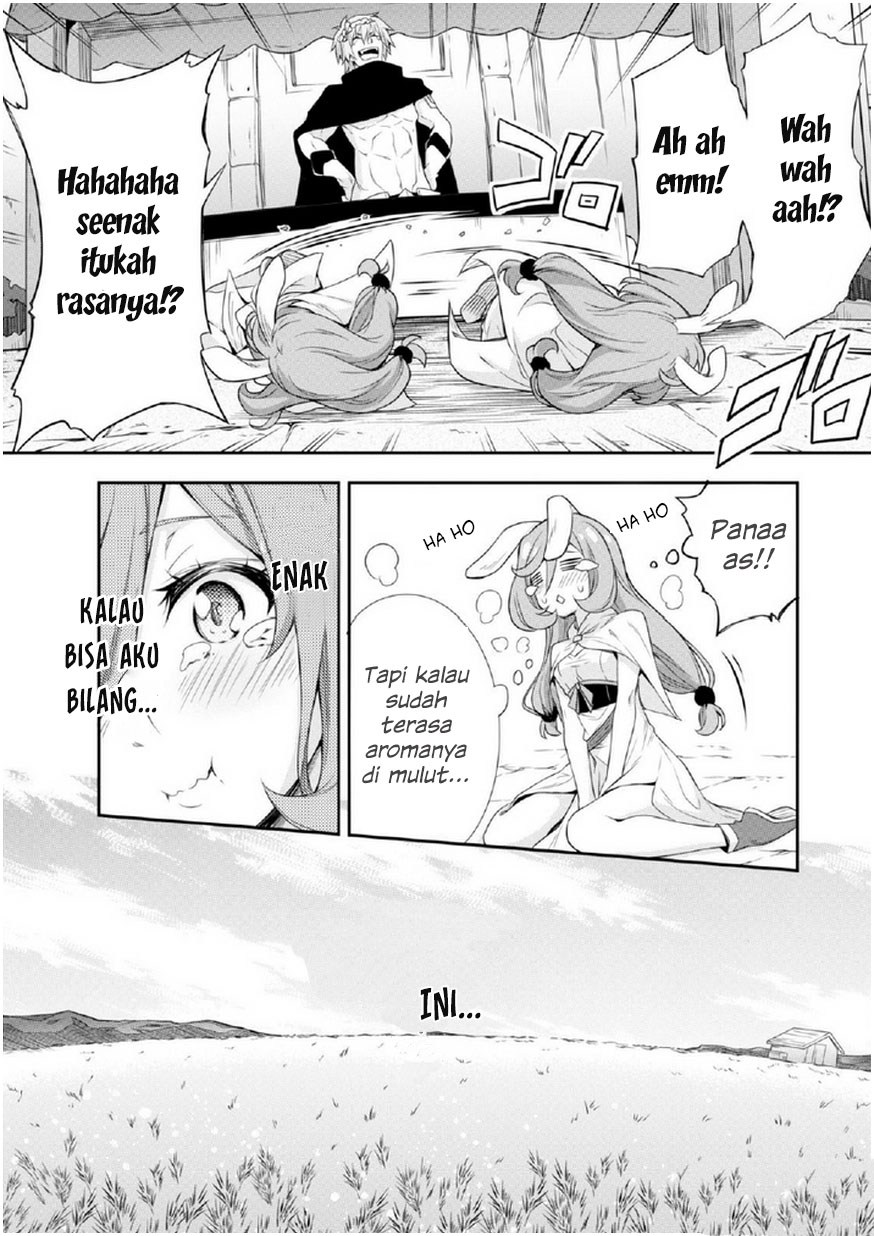 Wah
wah
aah!?
Ah ah
emm!
ゴロ
Hahahaha
seenak
itukah
rasanya!?
ゴロ
Panaa
as!!
HA HO
HA HO
Tapi kalau
sudah
terasa
aromanya
di mulut...
ENAK
KALAU
BISA AKU
BILANG...
INI...